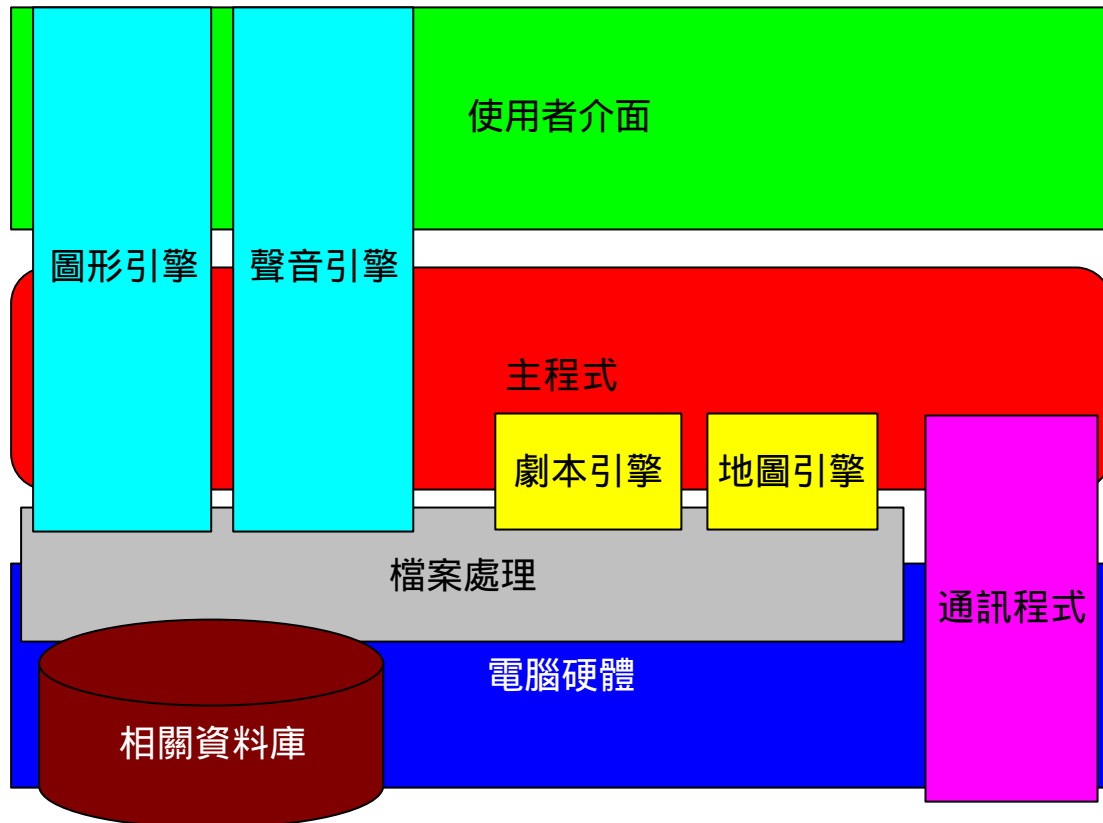 使用者介面
圖形引擎
聲音引擎
主程式
劇本引擎
地圖引擎
檔案處理
通訊程式
電腦硬體
相關資料庫